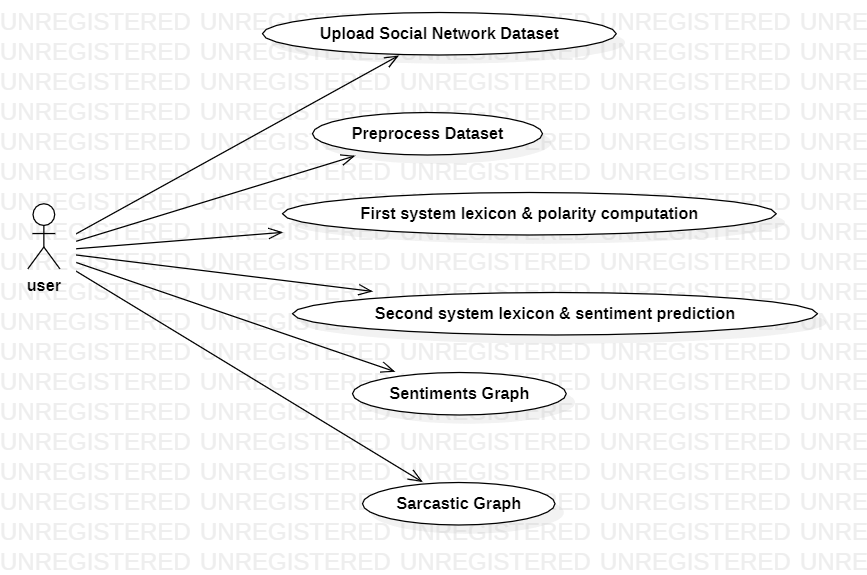 Upload Social Network Dataset
Preprocess Dataset
First system lexicon & polarity computation
user
Second system lexicon & sentiment prediction
Sentiments Graph
Sarcastic Graph
UNREGISTERED